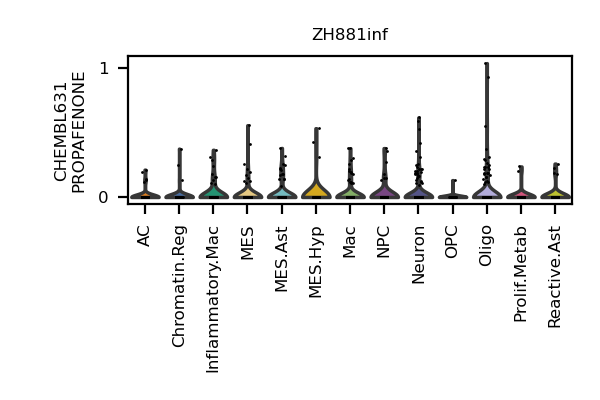 ZH881inf
CHEMBL631
PROPAFENONE
1
0
AC
Chromatin.Reg
Inflammatory.Mac
MES
MES.Ast
MES.Hyp
Mac
NPC
Neuron
OPC
Oligo
Prolif.Metab
Reactive.Ast